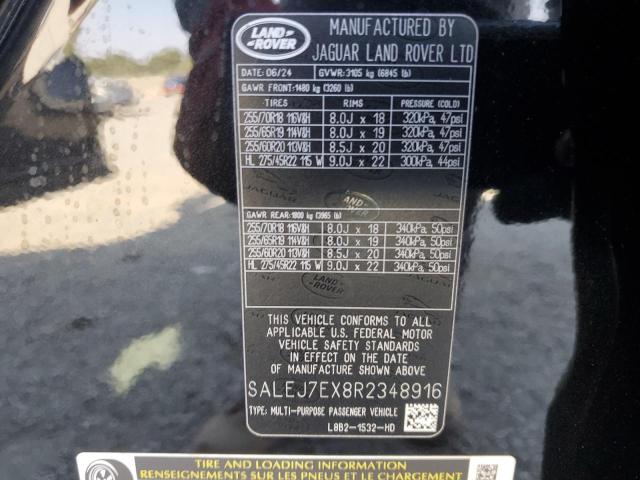 LAND ROVER
MANUFACTURED BY
JAGUAR LAND ROVER LTD
DATE: 06/24 GVWR: 3105 kg (6845 lb)
GAWR FRONT: 1480 kg (3260 lb)
TIRES RIMS PRESSURE (COLD)
255/70R18 116V&H 8.0J x 18 320kPa, 47psi
255/65R19 114V&H 8.0J x 19 320kPa, 47psi
255/60R20 113V&H 8.5J x 20 320kPa, 47psi
HL 275/45R22 115 W 9.0J x 22 300kPa, 44psi
JAGUAR
LAND ROVER
GAWR REAR: 1800 kg (3965 lb)
255/70R18 116V&H 8.0J x 18 340kPa, 50psi
255/65R19 114V&H 8.0J x 19 340kPa, 50psi
255/60R20 113V&H 8.5J x 20 340kPa, 50psi
HL 275/45R22 115 W 9.0J x 22 340kPa, 50psi
THIS VEHICLE CONFORMS TO ALL
APPLICABLE U.S. FEDERAL MOTOR
VEHICLE SAFETY STANDARDS
IN EFFECT ON THE DATE OF
MANUFACTURE SHOWN ABOVE
SALEJ7EX8R2348916
TYPE: MULTI-PURPOSE PASSENGER VEHICLE
L8B2-1532-HD
TIRE AND LOADING INFORMATION
RENSEIGNEMENTS SUR LES PNEUS ET LE CHARGEMENT